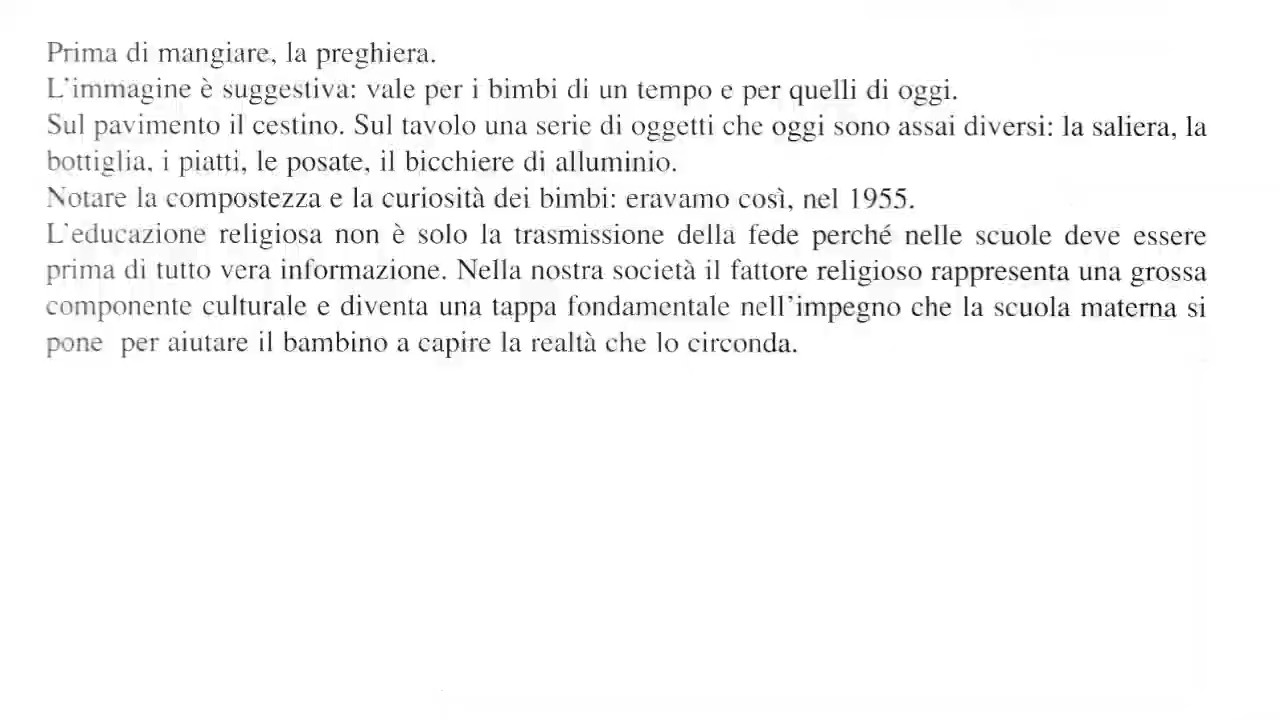 Prima di mangiare, la preghiera.
L'immagine è suggestiva: vale per i bimbi di un tempo e per quelli di oggi.
Sul pavimento il cestino. Sul tavolo una serie di oggetti che oggi sono assai diversi: la saliera, la
bottiglia, i piatti, le posate, il bicchiere di alluminio.
Notare la compostezza e la curiosità dei bimbi: eravamo così, nel 1955.
L'educazione religiosa non è solo la trasmissione della fede perché nelle scuole deve essere
prima di tutto vera informazione. Nella nostra società il fattore religioso rappresenta una grossa
componente culturale e diventa una tappa fondamentale nell'impegno che la scuola materna si
pone  per aiutare il bambino a capire la realtà che lo circonda.